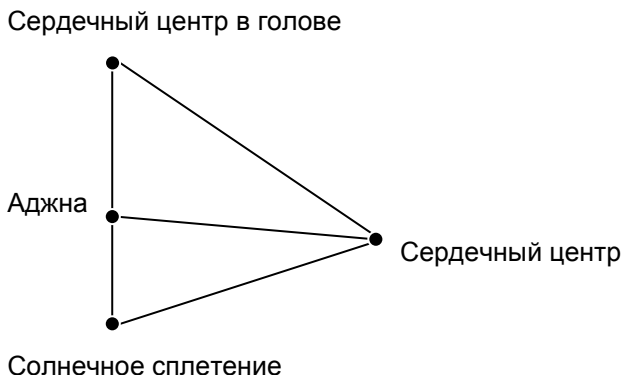 Сердечный центр в голове
Аджна
Сердечный центр
Солнечное сплетение